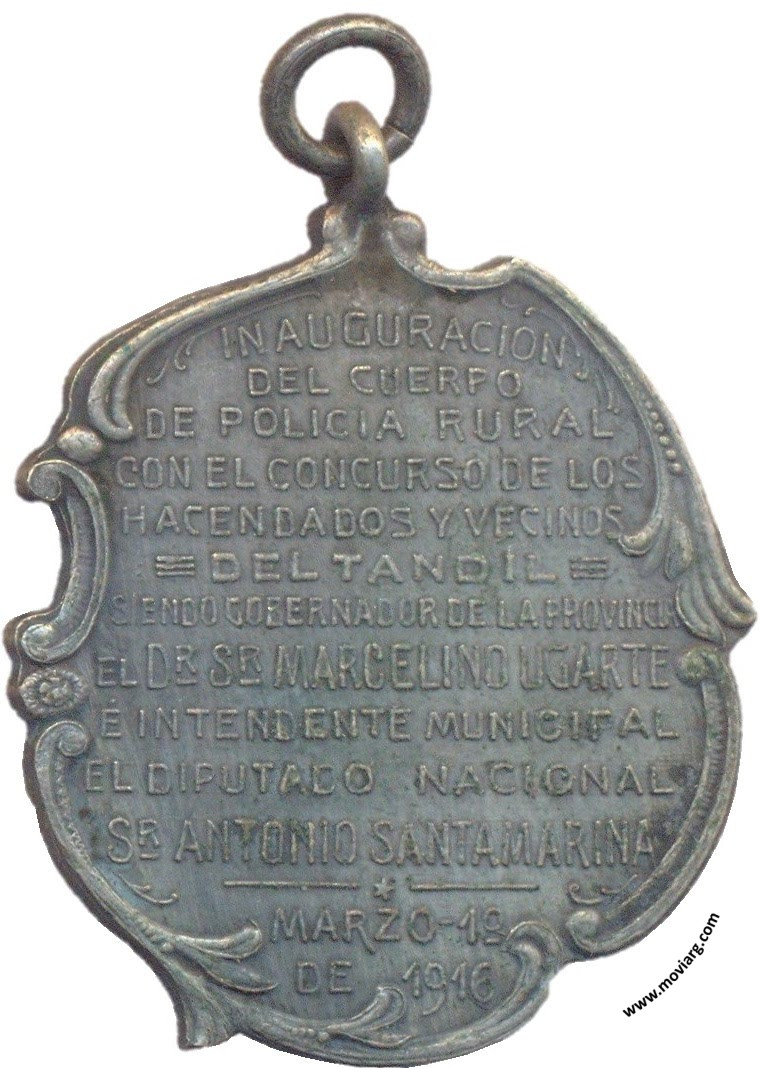 INAUGURACIÓN
DEL CUERPO
DE POLICIA RURAL
CON EL CONCURSO DE LOS
HACENDADOS Y VECINOS
DEL TANDÍL
SIENDO GOBERNADOR DE LA PROVINCIA
EL DR. SR. MARCELINO UGARTE
É INTENDENTE MUNICIPAL
EL DIPUTADO NACIONAL
SR. ANTONIO SANTAMARINA
MARZO-1º
DE 1916
www.moviarg.com